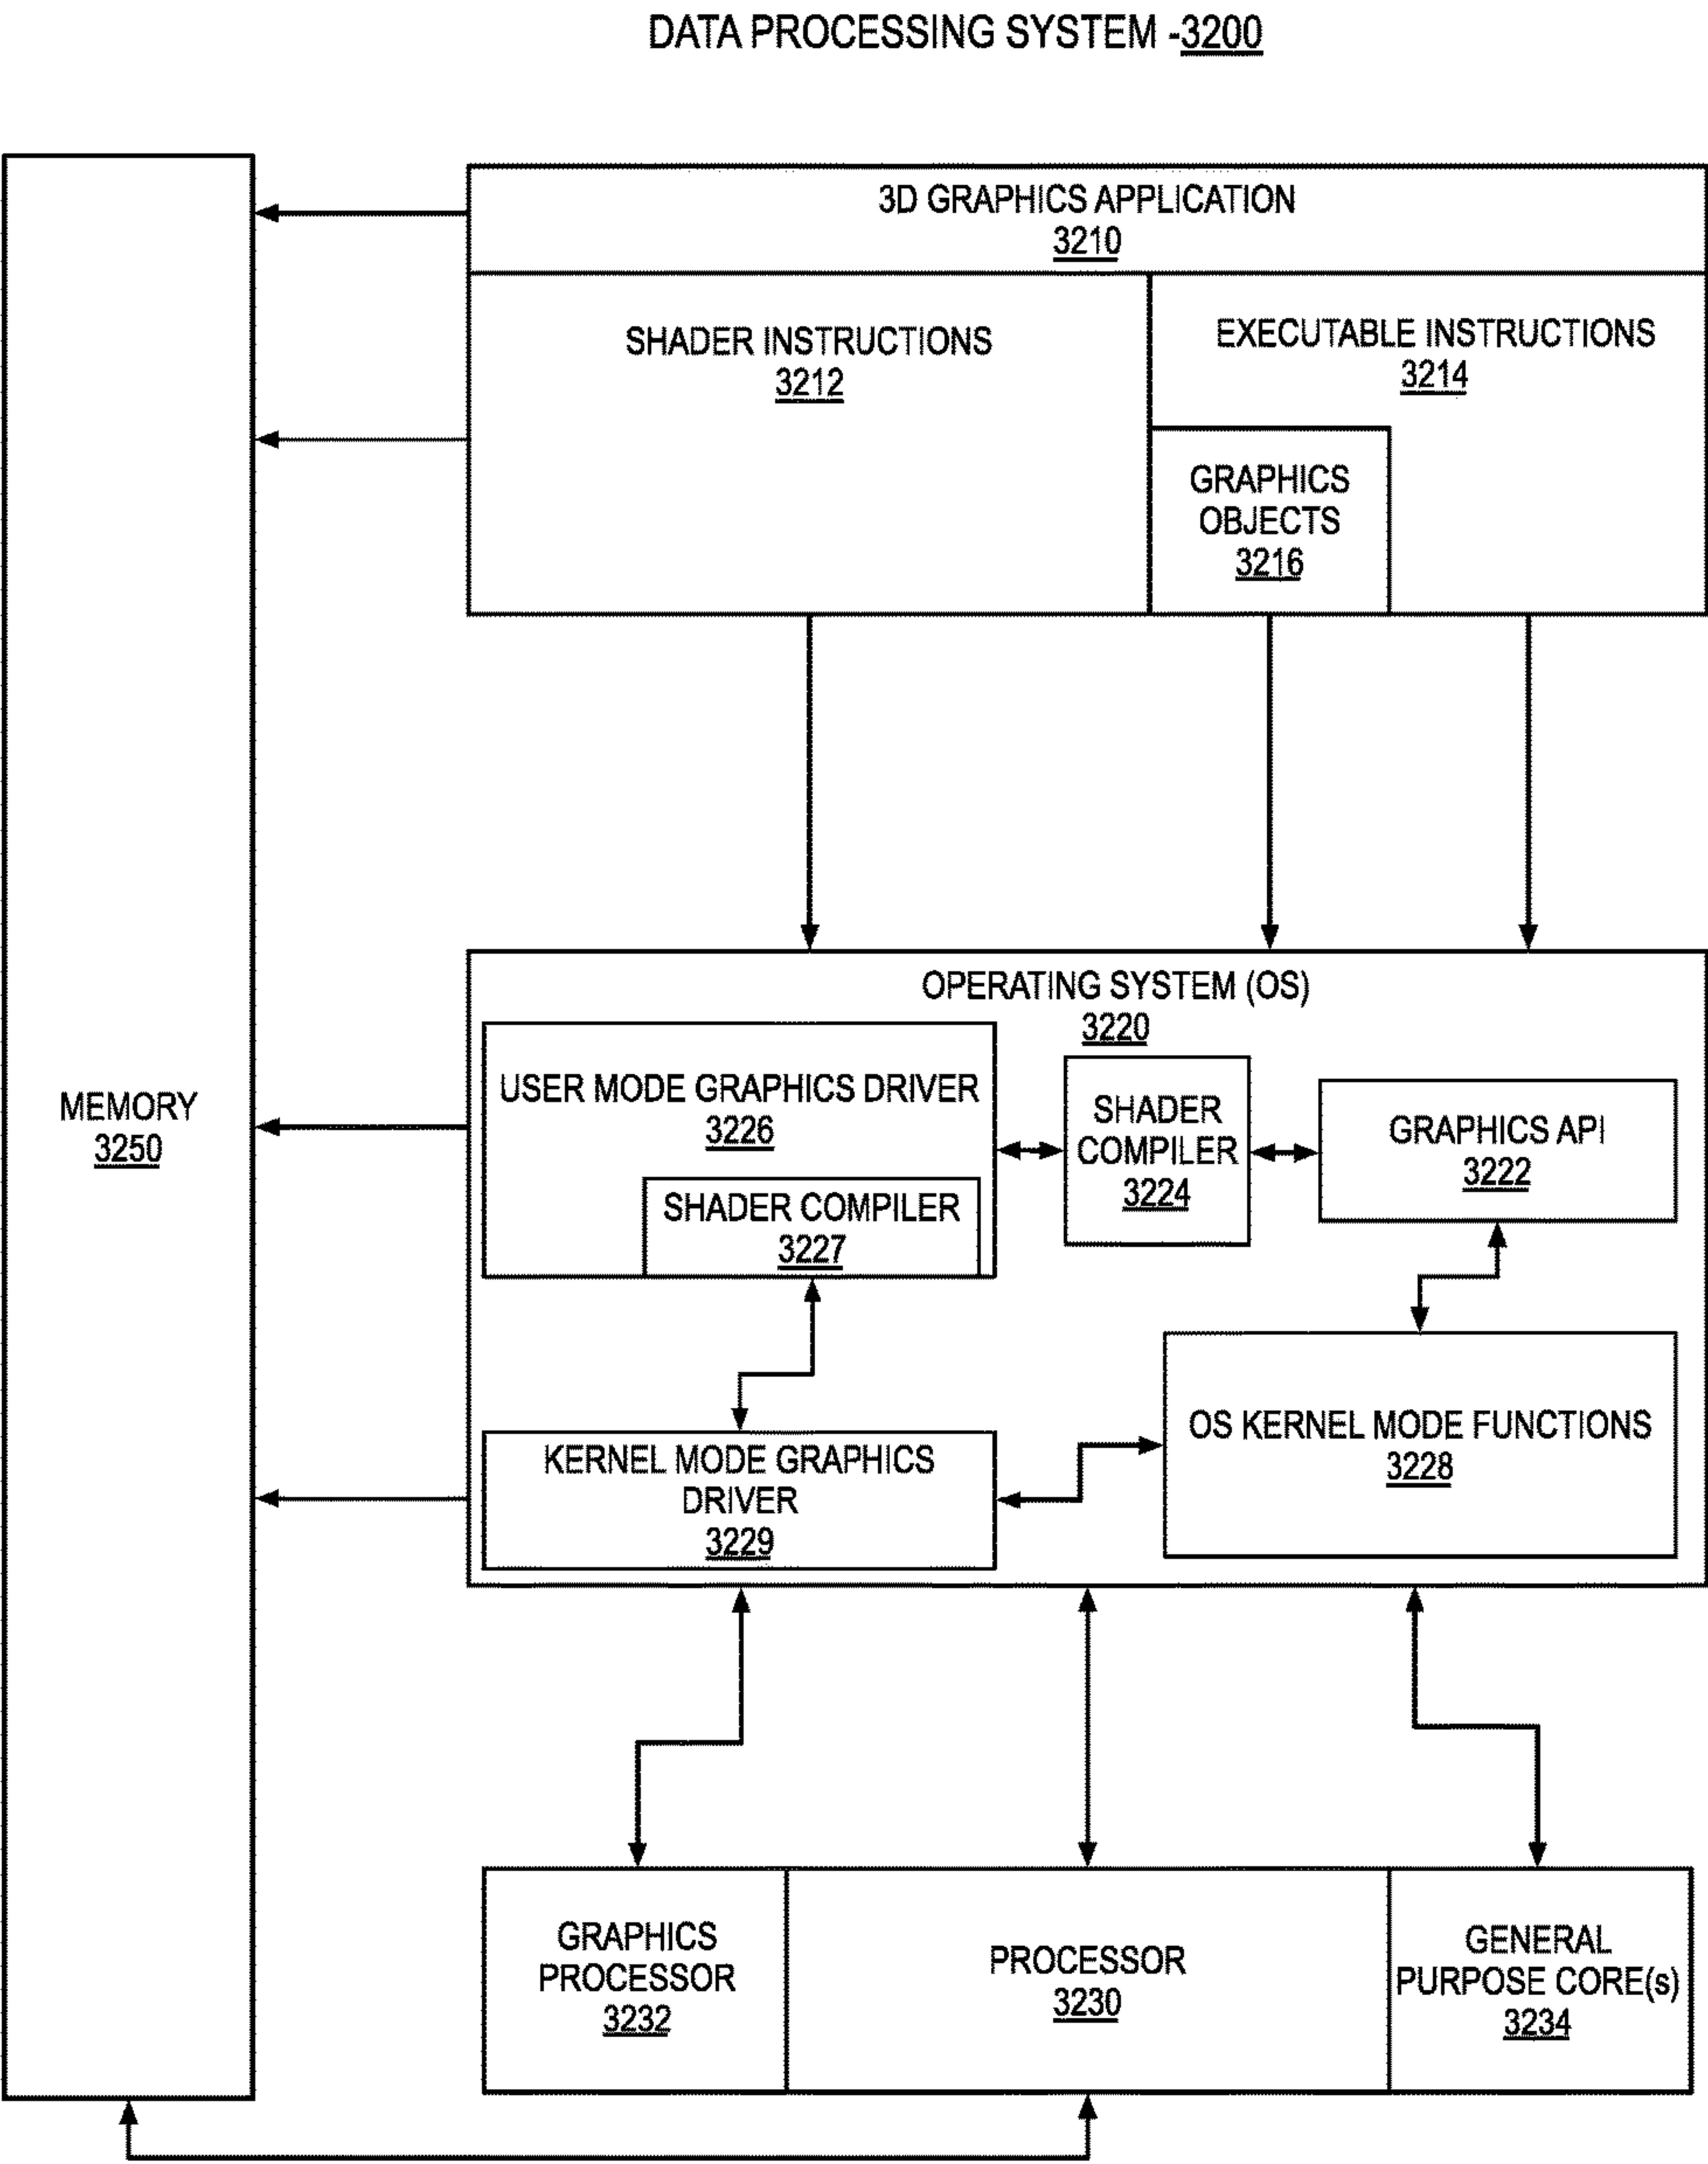 DATA PROCESSING SYSTEM -3200
3D GRAPHICS APPLICATION
3210
SHADER INSTRUCTIONS
3212
EXECUTABLE INSTRUCTIONS
3214
GRAPHICS
OBJECTS
3216
MEMORY
3250
OPERATING SYSTEM (OS)
3220
USER MODE GRAPHICS DRIVER
3226
SHADER COMPILER
3227
SHADER
COMPILER
3224
GRAPHICS API
3222
KERNEL MODE GRAPHICS
DRIVER
3229
OS KERNEL MODE FUNCTIONS
3228
GRAPHICS
PROCESSOR
3232
PROCESSOR
3230
GENERAL
PURPOSE CORE(s)
3234